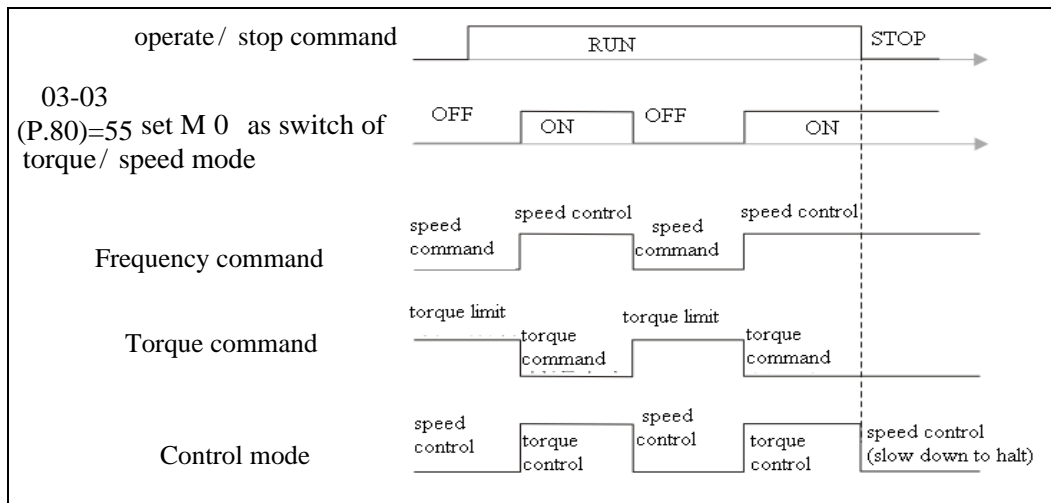 operate/ stop command
RUN
STOP
03-03
(P.80)=55 set M 0 as switch of
torque/ speed mode
OFF
ON
OFF
ON
Frequency command
speed
command
speed control
speed
command
speed control
Torque command
torque limit
torque
command
torque limit
torque
command
Control mode
speed
control
torque
control
speed
control
torque
control
speed control
(slow down to halt)